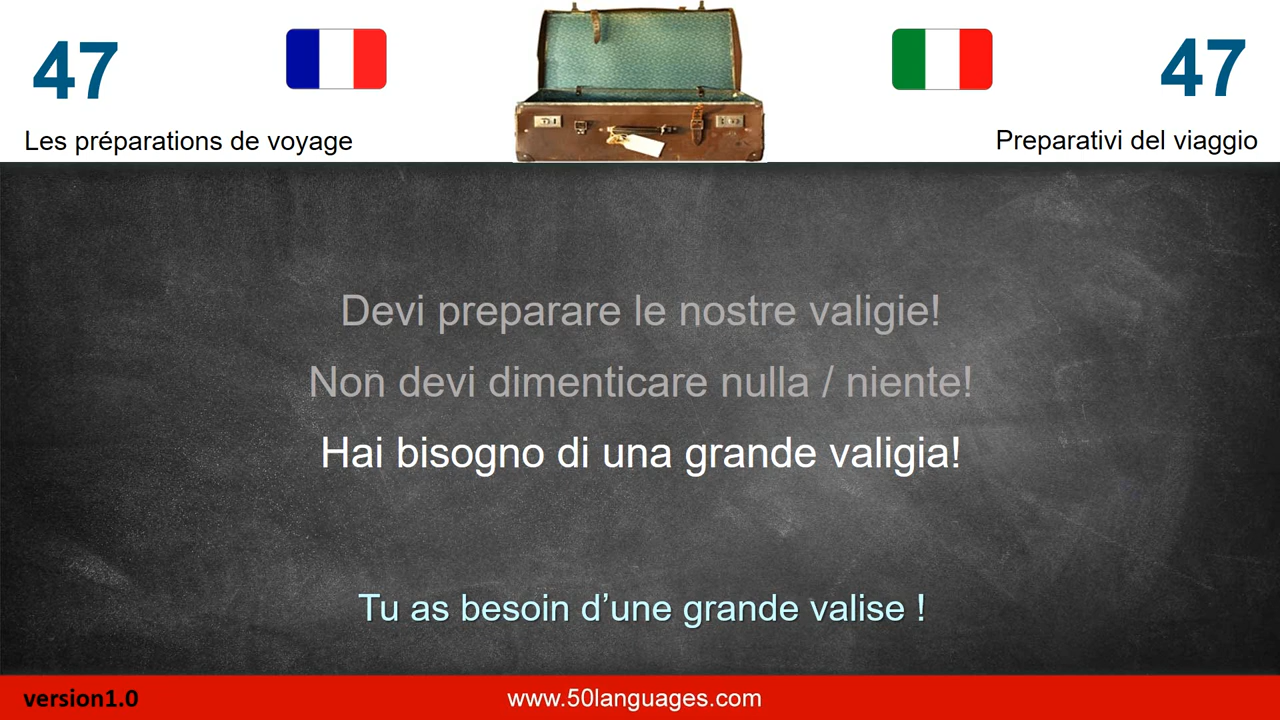 47
47
Les préparations de voyage
Preparativi del viaggio
Devi preparare le nostre valigie!
Non devi dimenticare nulla / niente!
Hai bisogno di una grande valigia!
Tu as besoin d’une grande valise !
version1.0
www.50languages.com